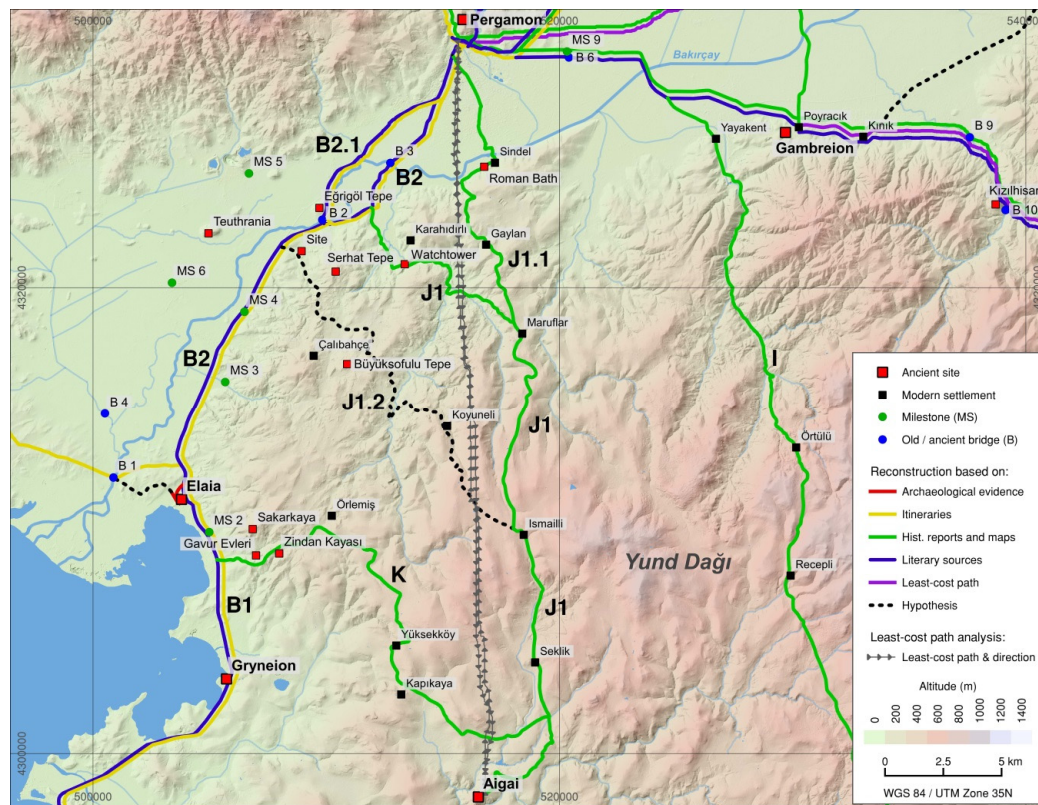 500000
520000
540000
Pergamon
MS 9
B 6
Bakırçay
Poyracık
Kınık
B 9
Yayakent
Gambreion
B2.1
B 3
B2
Sindel
Roman Bath
MS 5
Kızılhisar
B 10
Eğrigöl Tepe
B 2
Teuthrania
Karahıdırlı
Gaylan
Site
Serhat Tepe
Watchtower
J1.1
MS 6
J1
4320000
4320000
MS 4
Maruflar
Çalıbahçe
Büyüksofulu Tepe
B2
I
MS 3
J1.2
J1
B 4
Koyuneli
Örtülü
B 1
Elaia
Örlemiş
MS 2
Sakarkaya
Ismailli
Gavur Evleri
Zindan Kayası
Yund Dağı
K
Recepli
B1
J1
Yüksekköy
Seklik
Gryneion
Kapıkaya
4300000
Aigai
500000
520000
Ancient site
Modern settlement
Milestone (MS)
Old / ancient bridge (B)
Reconstruction based on:
Archaeological evidence
Itineraries
Hist. reports and maps
Literary sources
Least-cost path
Hypothesis
Least-cost path analysis:
Least-cost path & direction
Altitude (m)
0
200
400
600
800
1000
1200
1400
0 2.5 5 km
WGS 84 / UTM Zone 35N